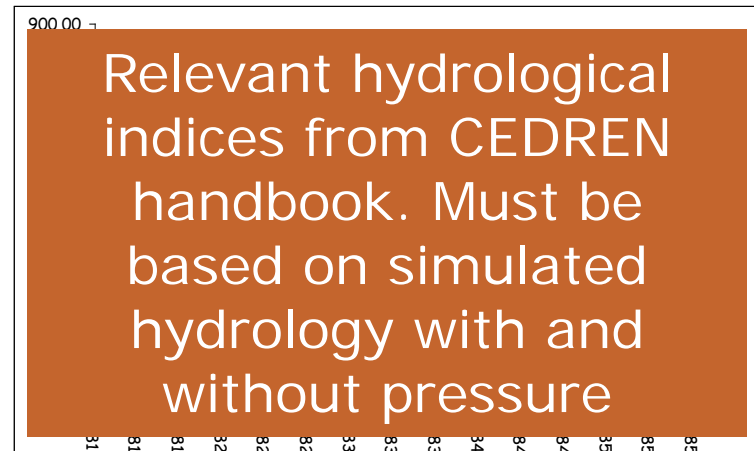 900.00
Relevant hydrological
indices from CEDREN
handbook. Must be
based on simulated
hydrology with and
without pressure